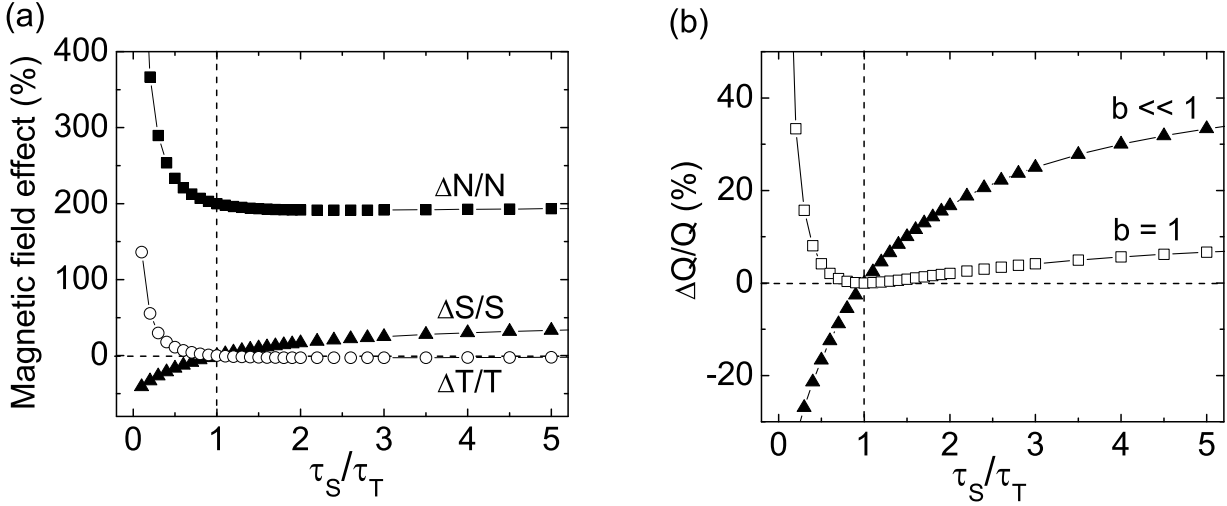 (a)
Magnetic field effect (%)
400
300
200
100
0
ΔN/N
ΔS/S
ΔT/T
0 1 2 3 4 5
τS/τT
(b)
ΔQ/Q (%)
40
20
0
-20
b << 1
b = 1
0 1 2 3 4 5
τS/τT